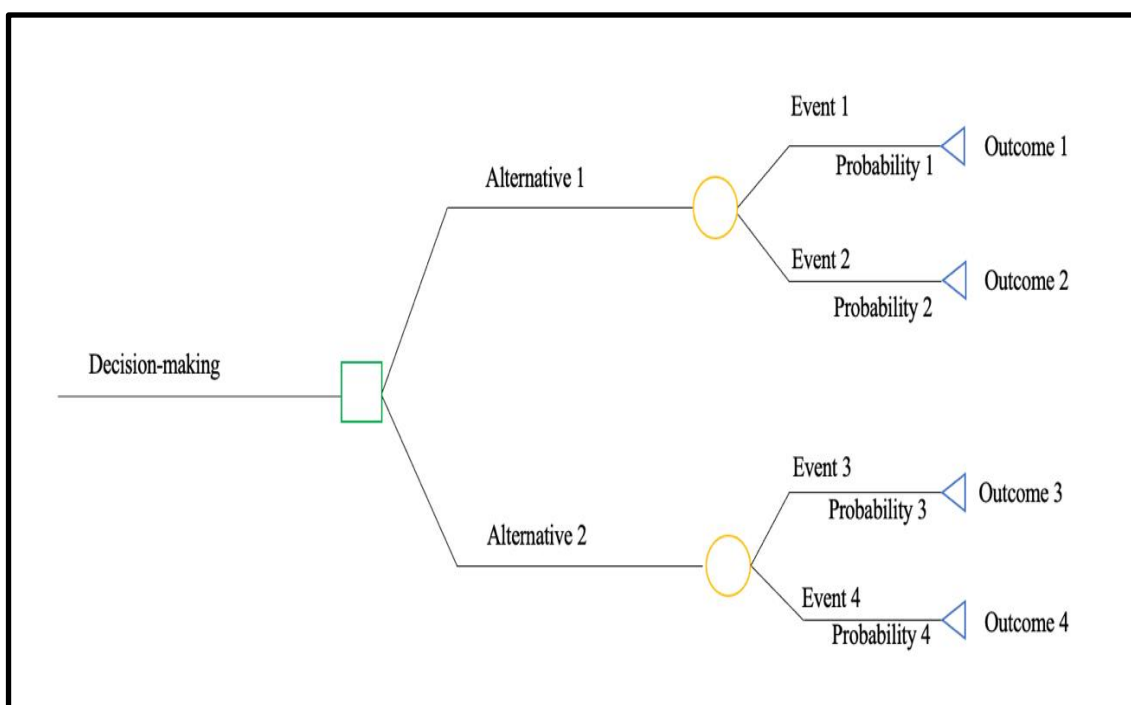 Event 1
Outcome 1
Probability 1
Alternative 1
Event 2
Outcome 2
Probability 2
Decision-making
Event 3
Outcome 3
Probability 3
Alternative 2
Event 4
Outcome 4
Probability 4